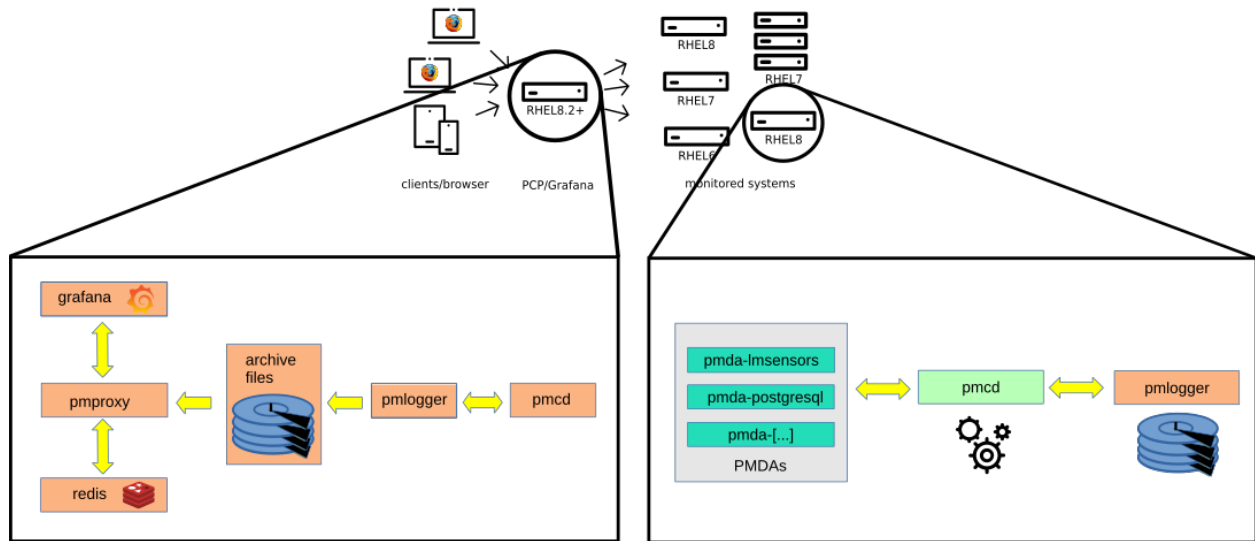 RHEL8
RHEL7
RHEL8.2+
RHEL7
RHEL6
RHEL8
clients/browser
PCP/Grafana
monitored systems
grafana
archive
files
pmproxy
pmlogger
pmcd
redis
pmda-lmsensors
pmda-postgresql
pmda-[...]
PMDAs
pmcd
pmlogger